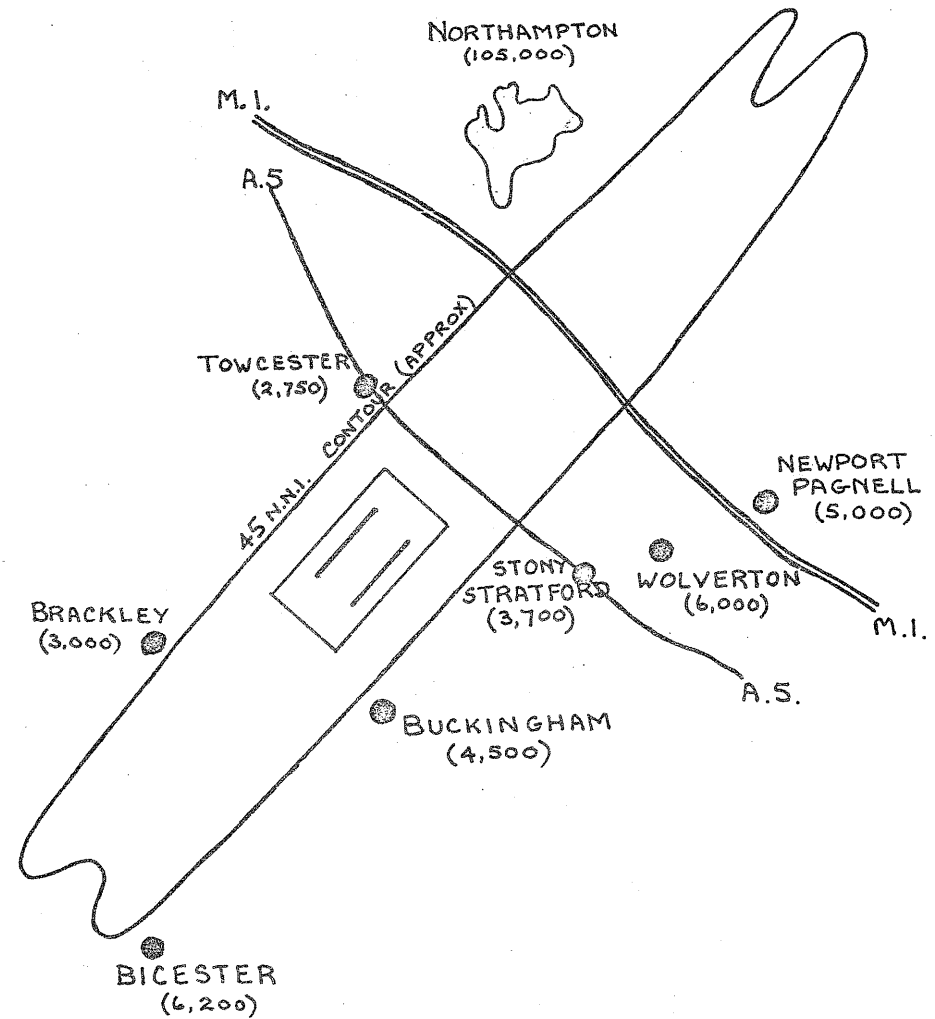 NORTHAMPTON
(105,000)
M.1.
A.5
TOWCESTER
(2,750)
45 N.N.I. CONTOUR (APPROX)
NEWPORT
PAGNELL
(5,000)
STONY
STRATFORD
(3,700)
WOLVERTON
(6,000)
M.1.
BRACKLEY
(3,000)
A.5.
BUCKINGHAM
(4,500)
BICESTER
(6,200)